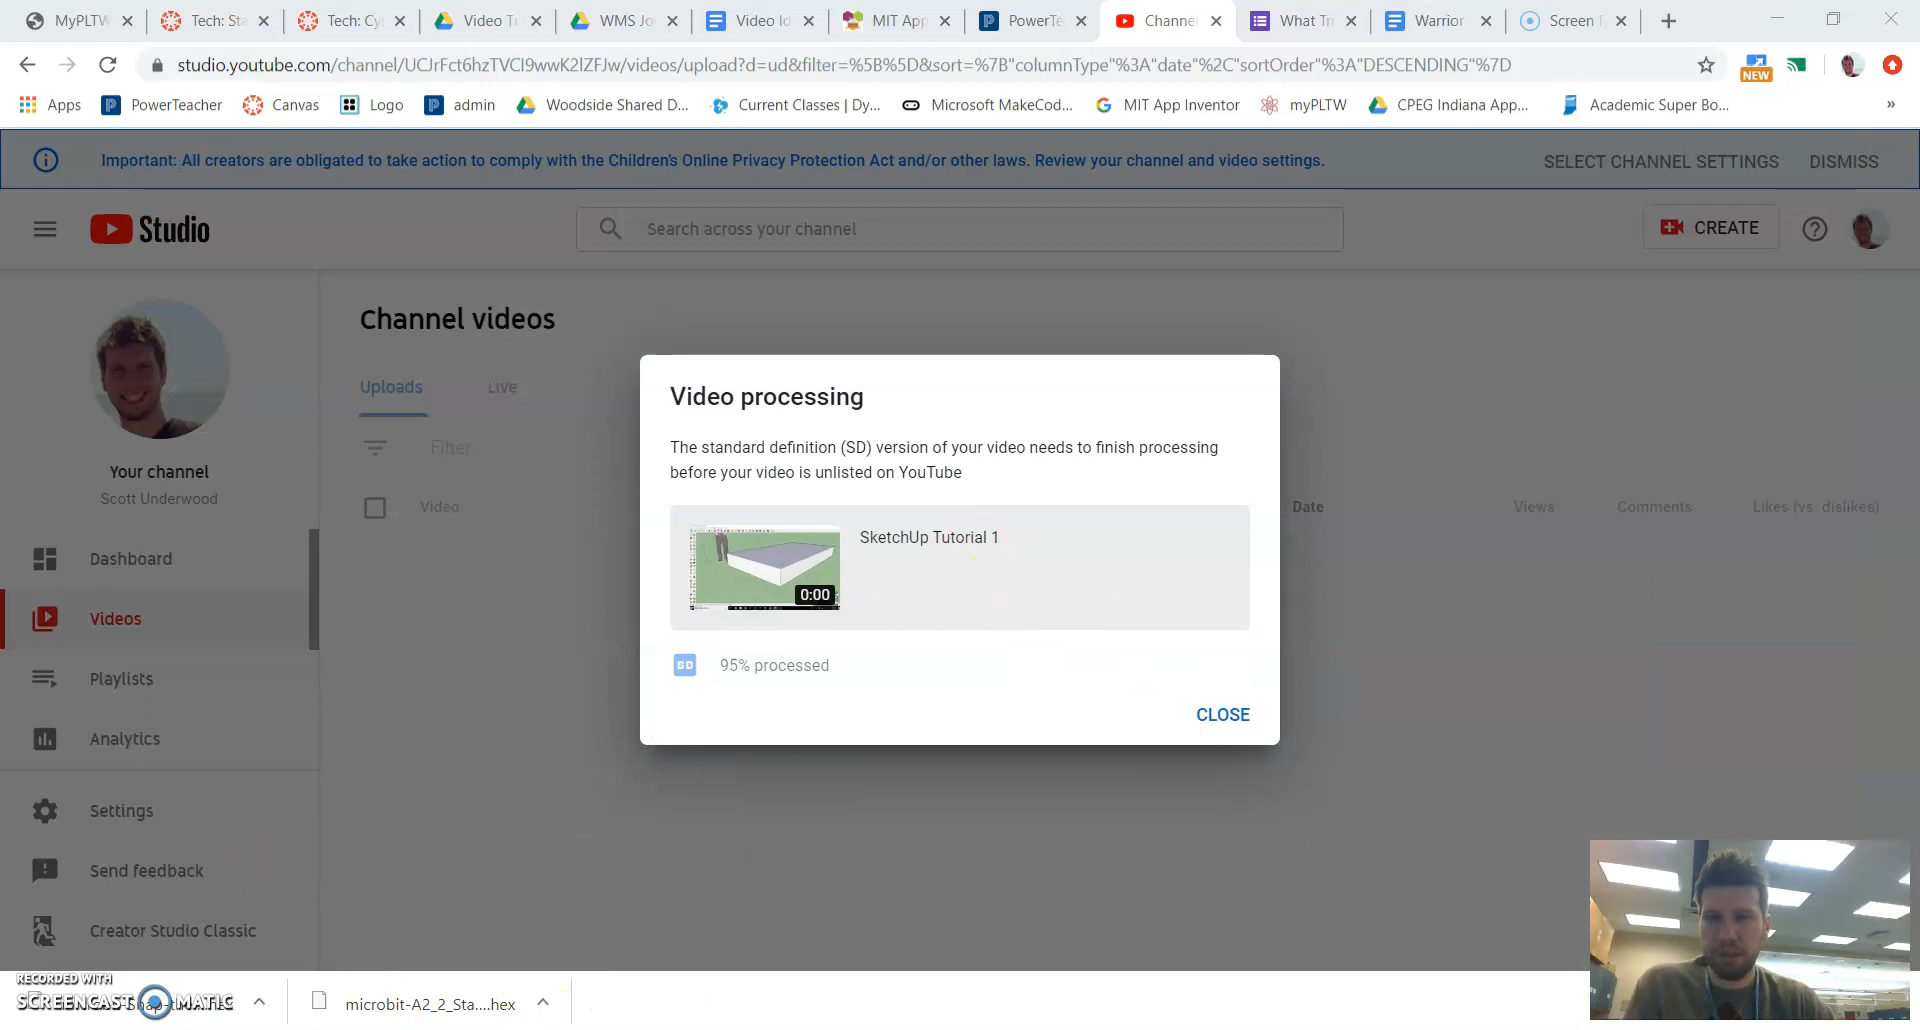 MyPLTW
Tech: Sta
Tech: Cy
Video Tu
WMS Jo
Video Id
MIT App
PowerTe
Channe
What Tri
Warrior
Screen R
studio.youtube.com/channel/UCJrFct6hzTVCI9wwK2lZFJw/videos/upload?d=ud&filter=%5B%5D&sort=%7B"columnType"%3A"date"%2C"sortOrder"%3A"DESCENDING"%7D
NEW
Apps
PowerTeacher
Canvas
Logo
admin
Woodside Shared D...
Current Classes | Dy...
Microsoft MakeCod...
MIT App Inventor
myPLTW
CPEG Indiana App...
Academic Super Bo...
»
Important: All creators are obligated to take action to comply with the Children's Online Privacy Protection Act and/or other laws. Review your channel and video settings.
SELECT CHANNEL SETTINGS
DISMISS
Studio
Search across your channel
CREATE
Channel videos
Uploads
Live
Filter
Your channel
Scott Underwood
Video
Date
Views
Comments
Likes (vs. dislikes)
Video processing
The standard definition (SD) version of your video needs to finish processing
before your video is unlisted on YouTube
SketchUp Tutorial 1
0:00
SD
95% processed
CLOSE
Dashboard
Videos
Playlists
Analytics
Settings
Send feedback
Creator Studio Classic
RECORDED WITH
SCREENCAST MATIC
microbit-A2_2_Sta....hex